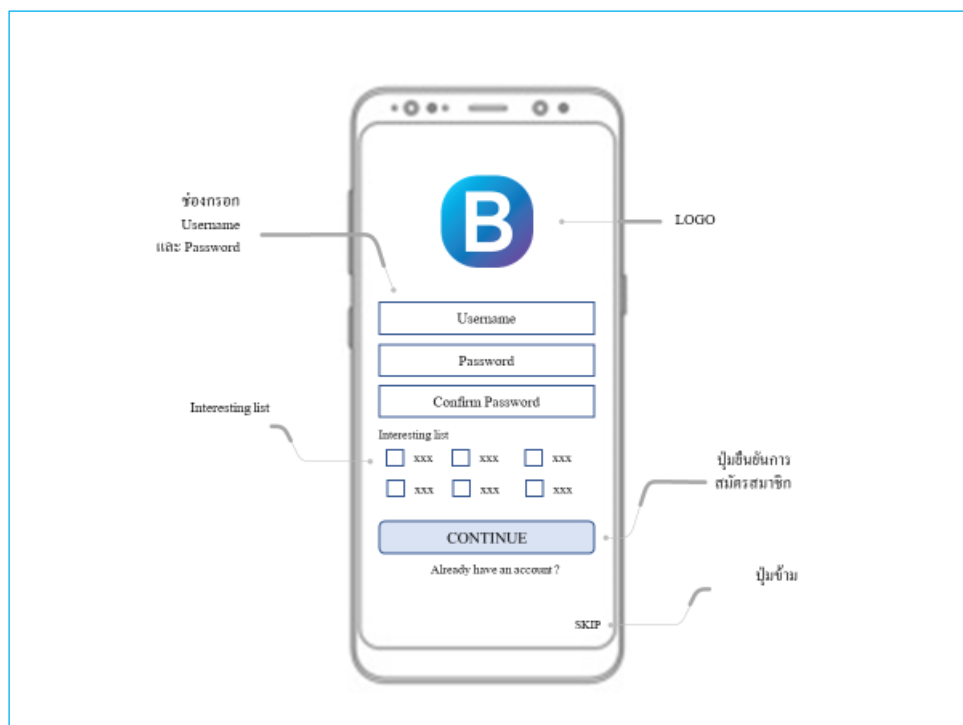 ช่องกรอก
Username
และ Password
B
LOGO
Username
Password
Confirm Password
Interesting list
Interesting list
xxx xxx xxx
xxx xxx xxx
ปุ่มยืนยันการ
สมัครสมาชิก
CONTINUE
Already have an account ?
ปุ่มข้าม
SKIP